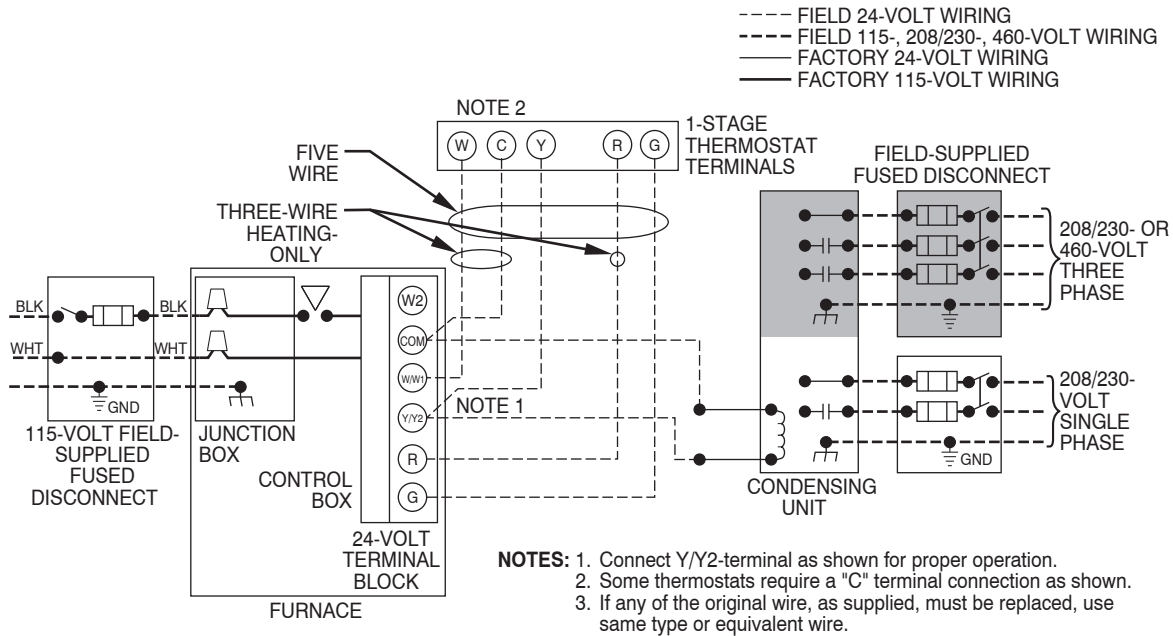 FIELD 24-VOLT WIRING
FIELD 115-, 208/230-, 460-VOLT WIRING
FACTORY 24-VOLT WIRING
FACTORY 115-VOLT WIRING
NOTE 2
W C Y R G
1-STAGE
THERMOSTAT
TERMINALS
FIVE
WIRE
THREE-WIRE
HEATING-
ONLY
FIELD-SUPPLIED
FUSED DISCONNECT
208/230- OR
460-VOLT
THREE
PHASE
BLK
BLK
WHT
WHT
GND
115-VOLT FIELD-
SUPPLIED
FUSED
DISCONNECT
JUNCTION
BOX
CONTROL
BOX
W2
COM
W/W1
Y/Y2
R
G
NOTE 1
24-VOLT
TERMINAL
BLOCK
FURNACE
208/230-
VOLT
SINGLE
PHASE
GND
CONDENSING
UNIT
NOTES: 1. Connect Y/Y2-terminal as shown for proper operation.
2. Some thermostats require a "C" terminal connection as shown.
3. If any of the original wire, as supplied, must be replaced, use
same type or equivalent wire.